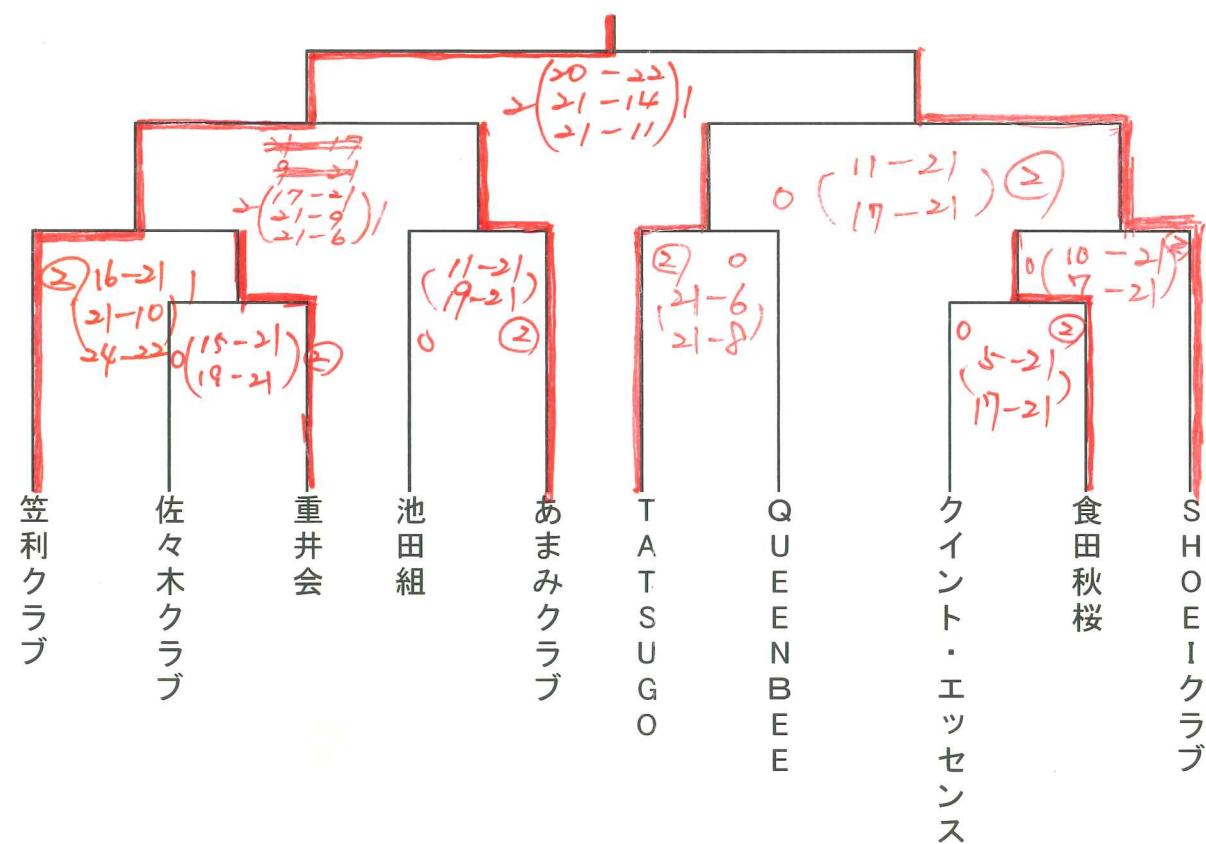 20-22
2(21-14)1
21-11
21 17
9 21
17-21
2(21-9)1
21-6
11-21
0( )②
17-21
②16-21 1
(21-10)
24-22
0(15-21)②
19-21
(11-21)
19-21
0 ②
② 0
(21-6)
21-8
0(10-21)②
7-21
0 ②
(5-21)
17-21
笠利クラブ
佐々木クラブ
重井会
池田組
あまみクラブ
TATSUGO
QUEENBEE
クイント・エッセンス
食田秋桜
SHOEIクラブ